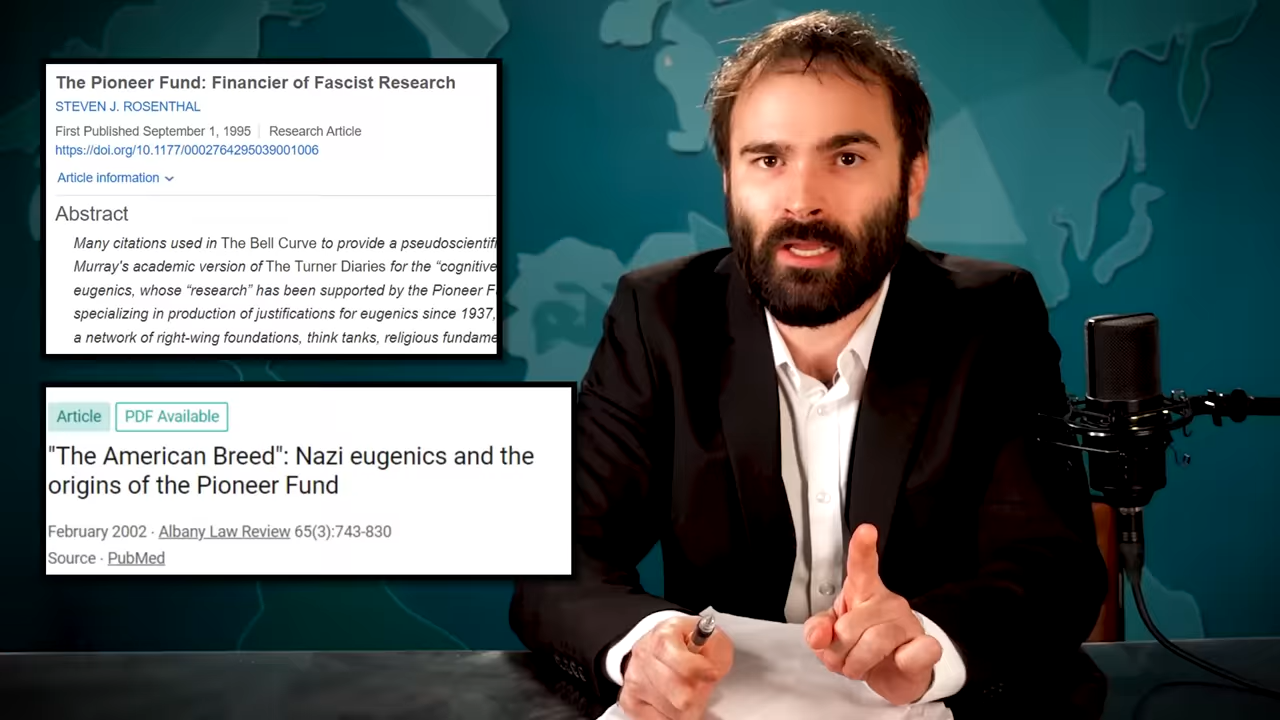 The Pioneer Fund: Financier of Fascist Research
STEVEN J. ROSENTHAL
First Published September 1, 1995 | Research Article
https://doi.org/10.1177/0002764295039001006
Article information
Abstract
Many citations used in The Bell Curve to provide a
Murray's academic version of The Turner Diaries for the "cognitive
eugenics, whose "research" has been supported by the Pioneer
specializing in production of justifications for eugenics since 1937,
a network of right-wing foundations, think tanks, religious
Article PDF Available
"The American Breed": Nazi eugenics and the
origins of the Pioneer Fund
February 2002 · Albany Law Review 65(3):743-830
Source · PubMed